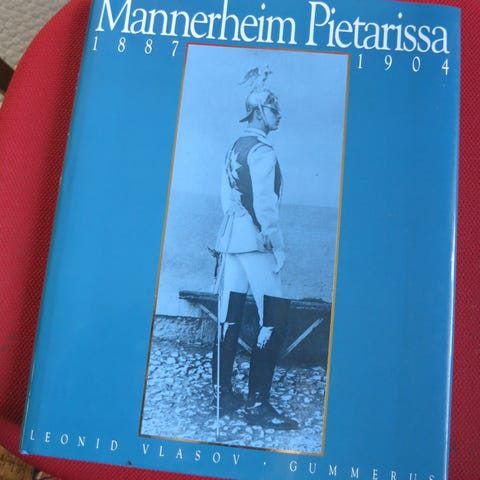 Mannerheim Pietarissa
1887 1904
LEONID VLASOV · GUMMERUS